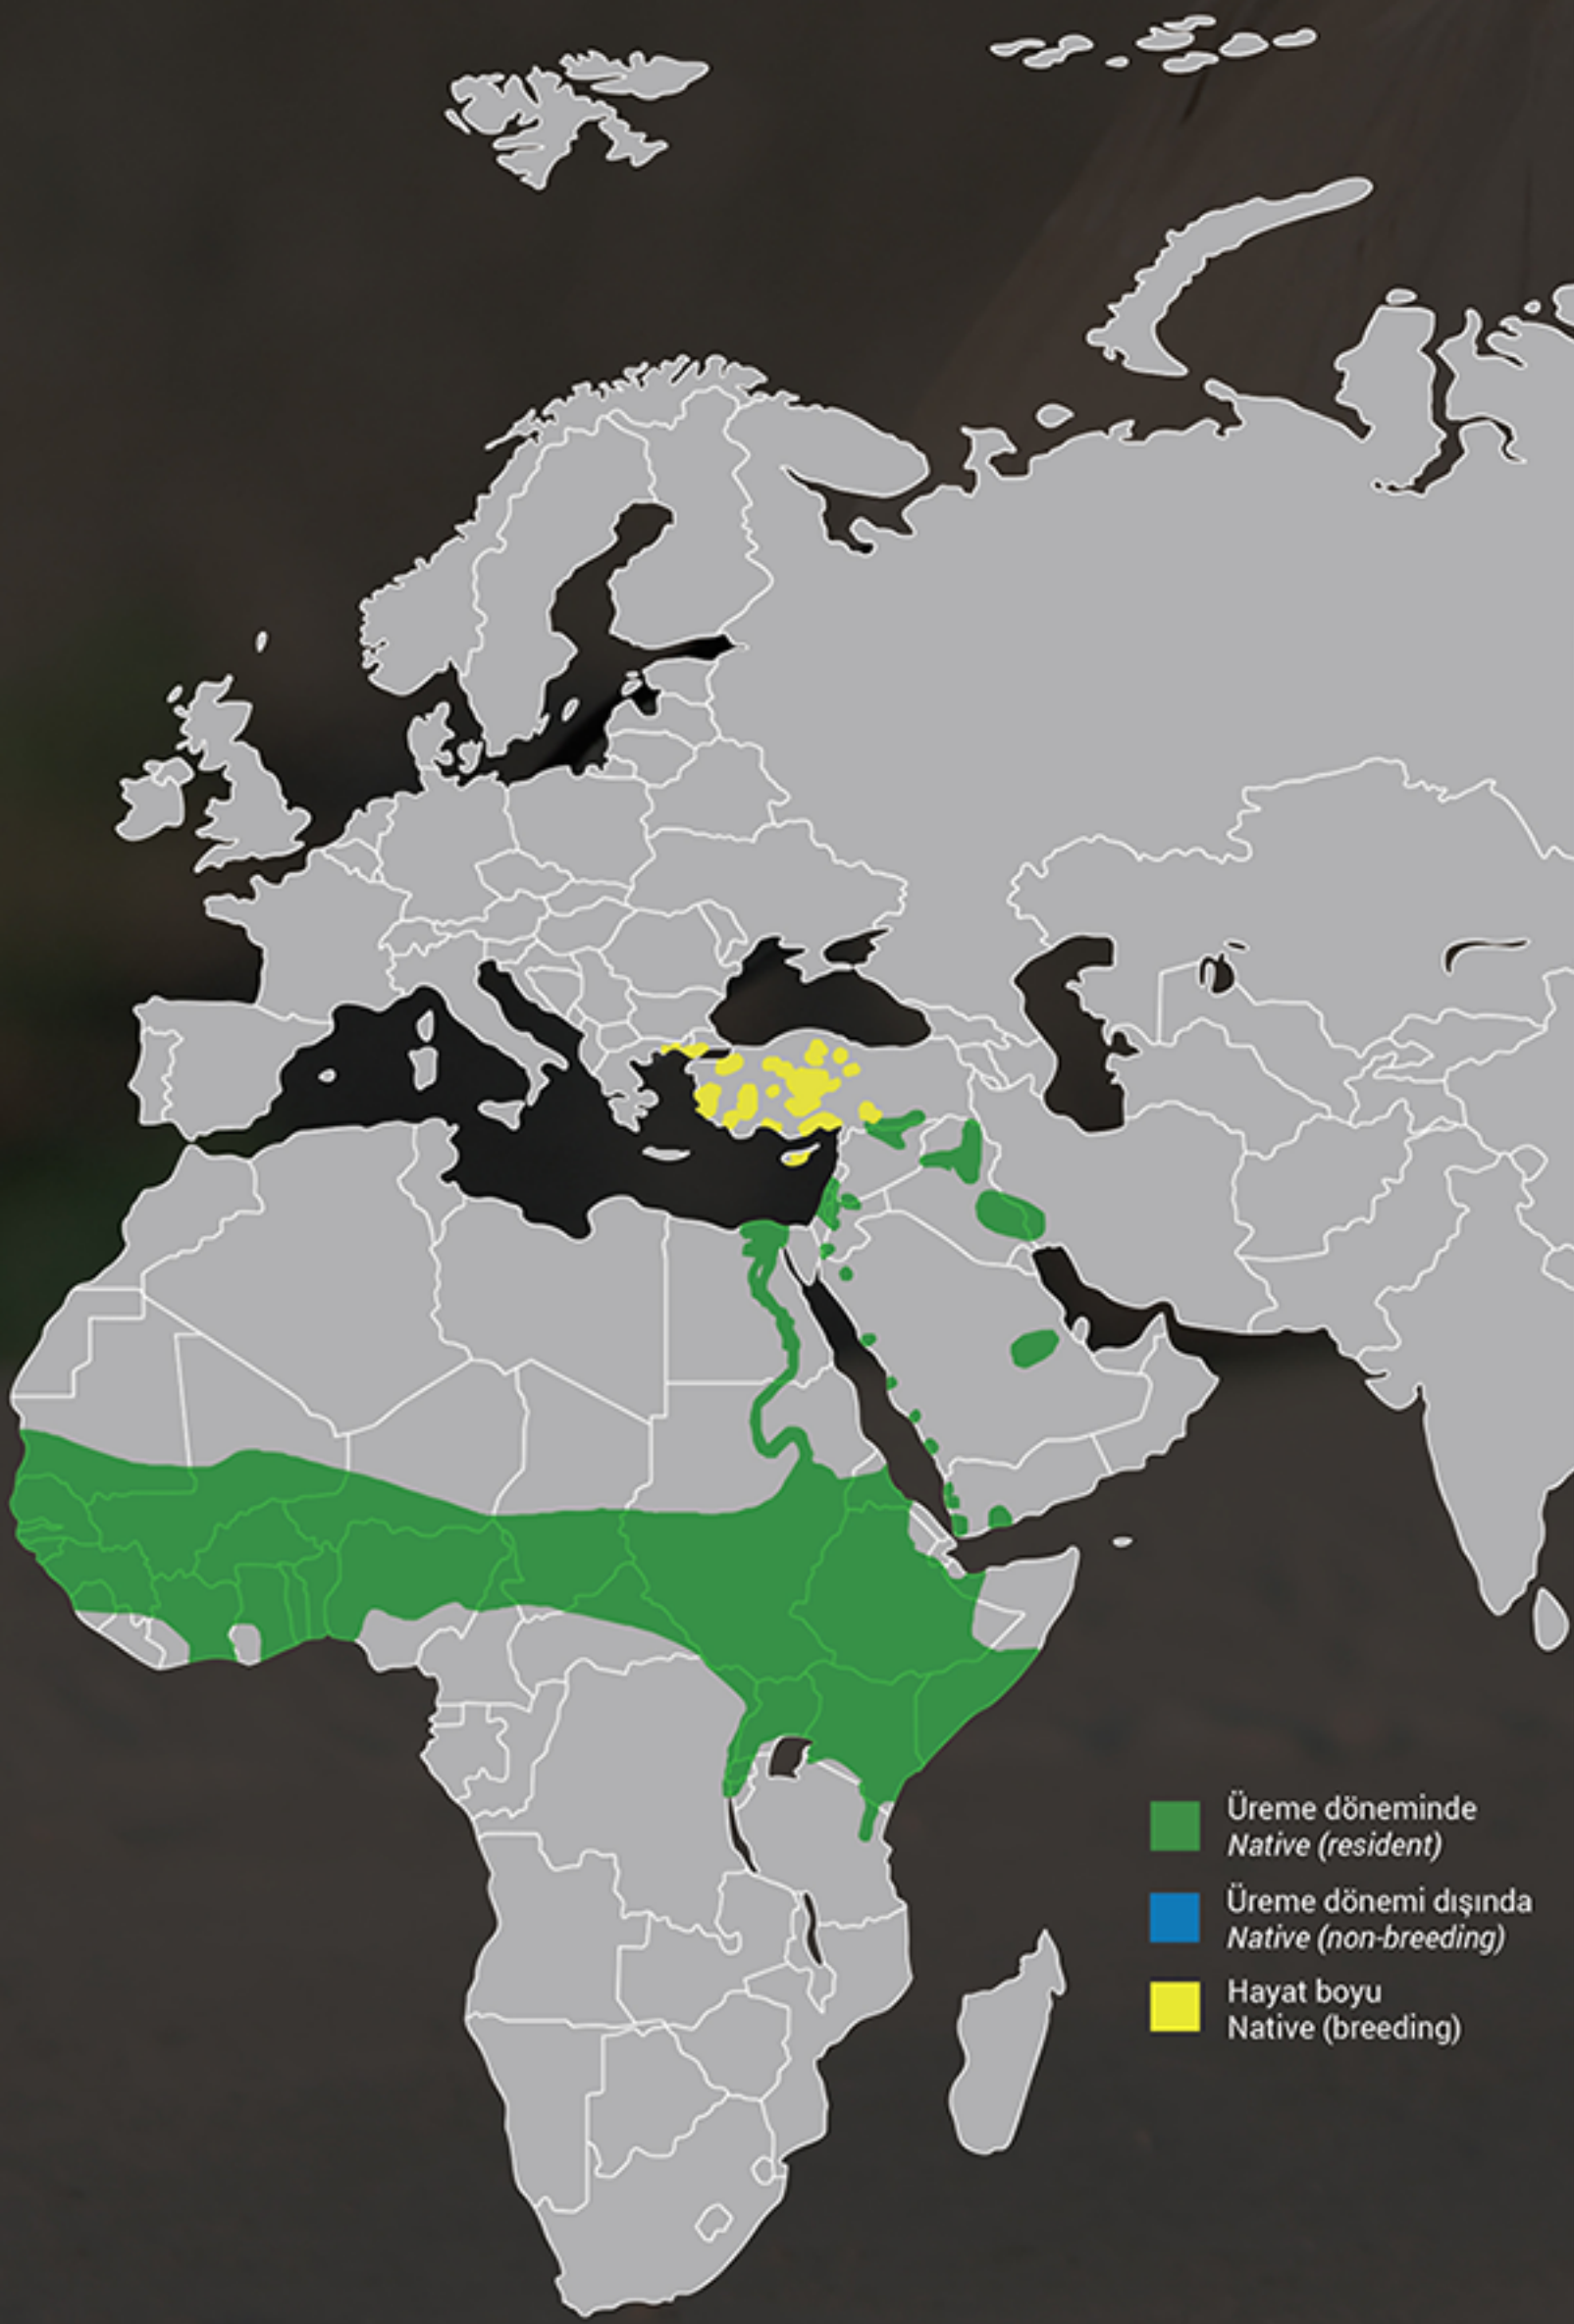 Üreme döneminde
Native (resident)
Üreme dönemi dışında
Native (non-breeding)
Hayat boyu
Native (breeding)